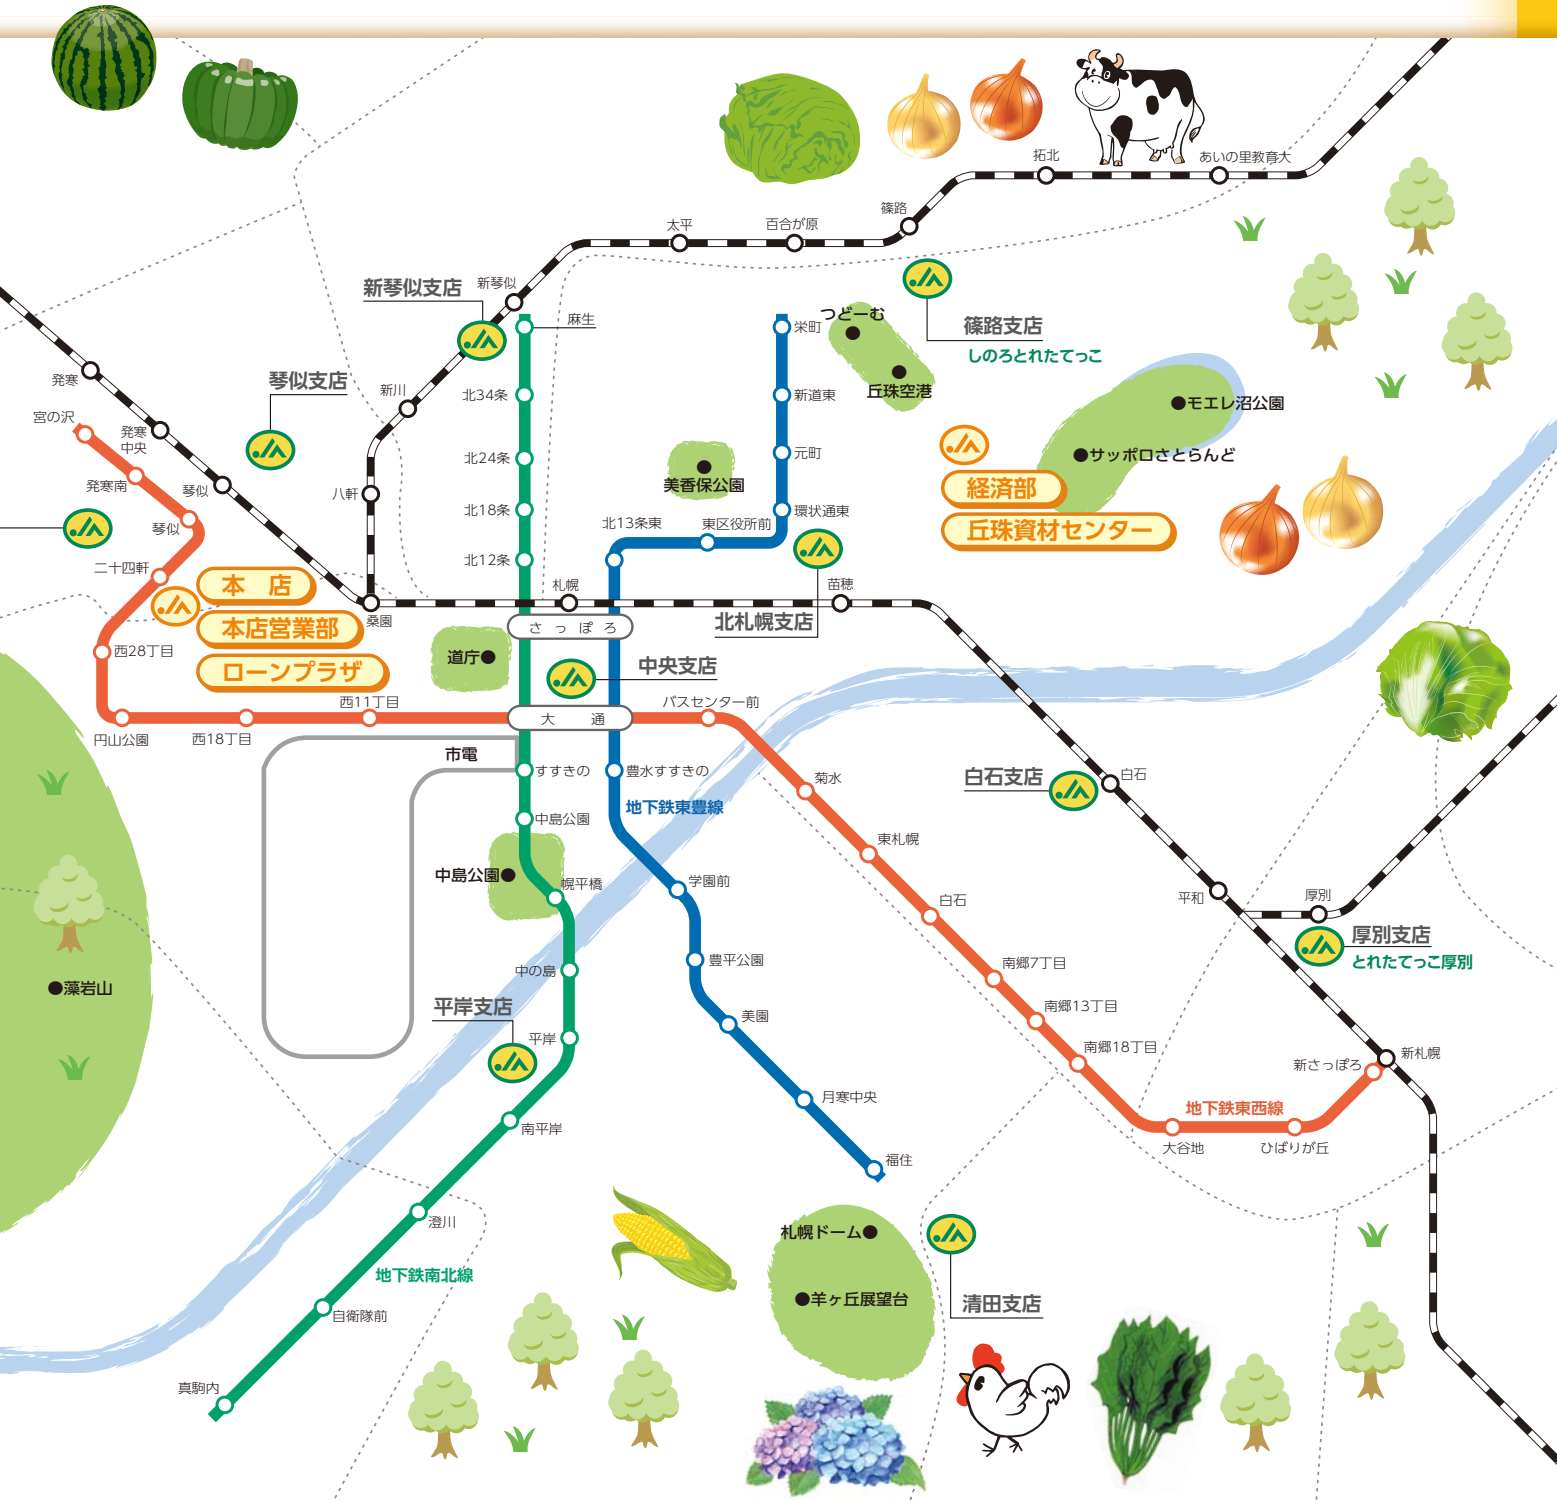 拓北
あいの里教育大
篠路
太平
百合が原
新琴似
新琴似支店
麻生
栄町
つどーむ
篠路支店
しのろとれたてっこ
発寒
琴似支店
新川
北34条
新道東
丘珠空港
モエレ沼公園
宮の沢
発寒
中央
サッポロさとらんど
北24条
元町
発寒南
琴似
八軒
美香保公園
経済部
琴似
北18条
環状通東
北13条東
東区役所前
丘珠資材センター
二十四軒
北12条
本　店
札幌
苗穂
桑園
本店営業部
さっぽろ
北札幌支店
西28丁目
道庁
中央支店
ローンプラザ
西11丁目
バスセンター前
円山公園
西18丁目
大　通
市電
すすきの
豊水すすきの
菊水
白石支店
白石
地下鉄東豊線
中島公園
東札幌
中島公園
幌平橋
学園前
白石
平和
厚別
厚別支店
とれたてっこ厚別
中の島
豊平公園
南郷7丁目
藻岩山
平岸支店
南郷13丁目
美園
平岸
南郷18丁目
新さっぽろ
新札幌
月寒中央
地下鉄東西線
南平岸
大谷地
ひばりが丘
福住
澄川
札幌ドーム
地下鉄南北線
羊ヶ丘展望台
清田支店
自衛隊前
真駒内